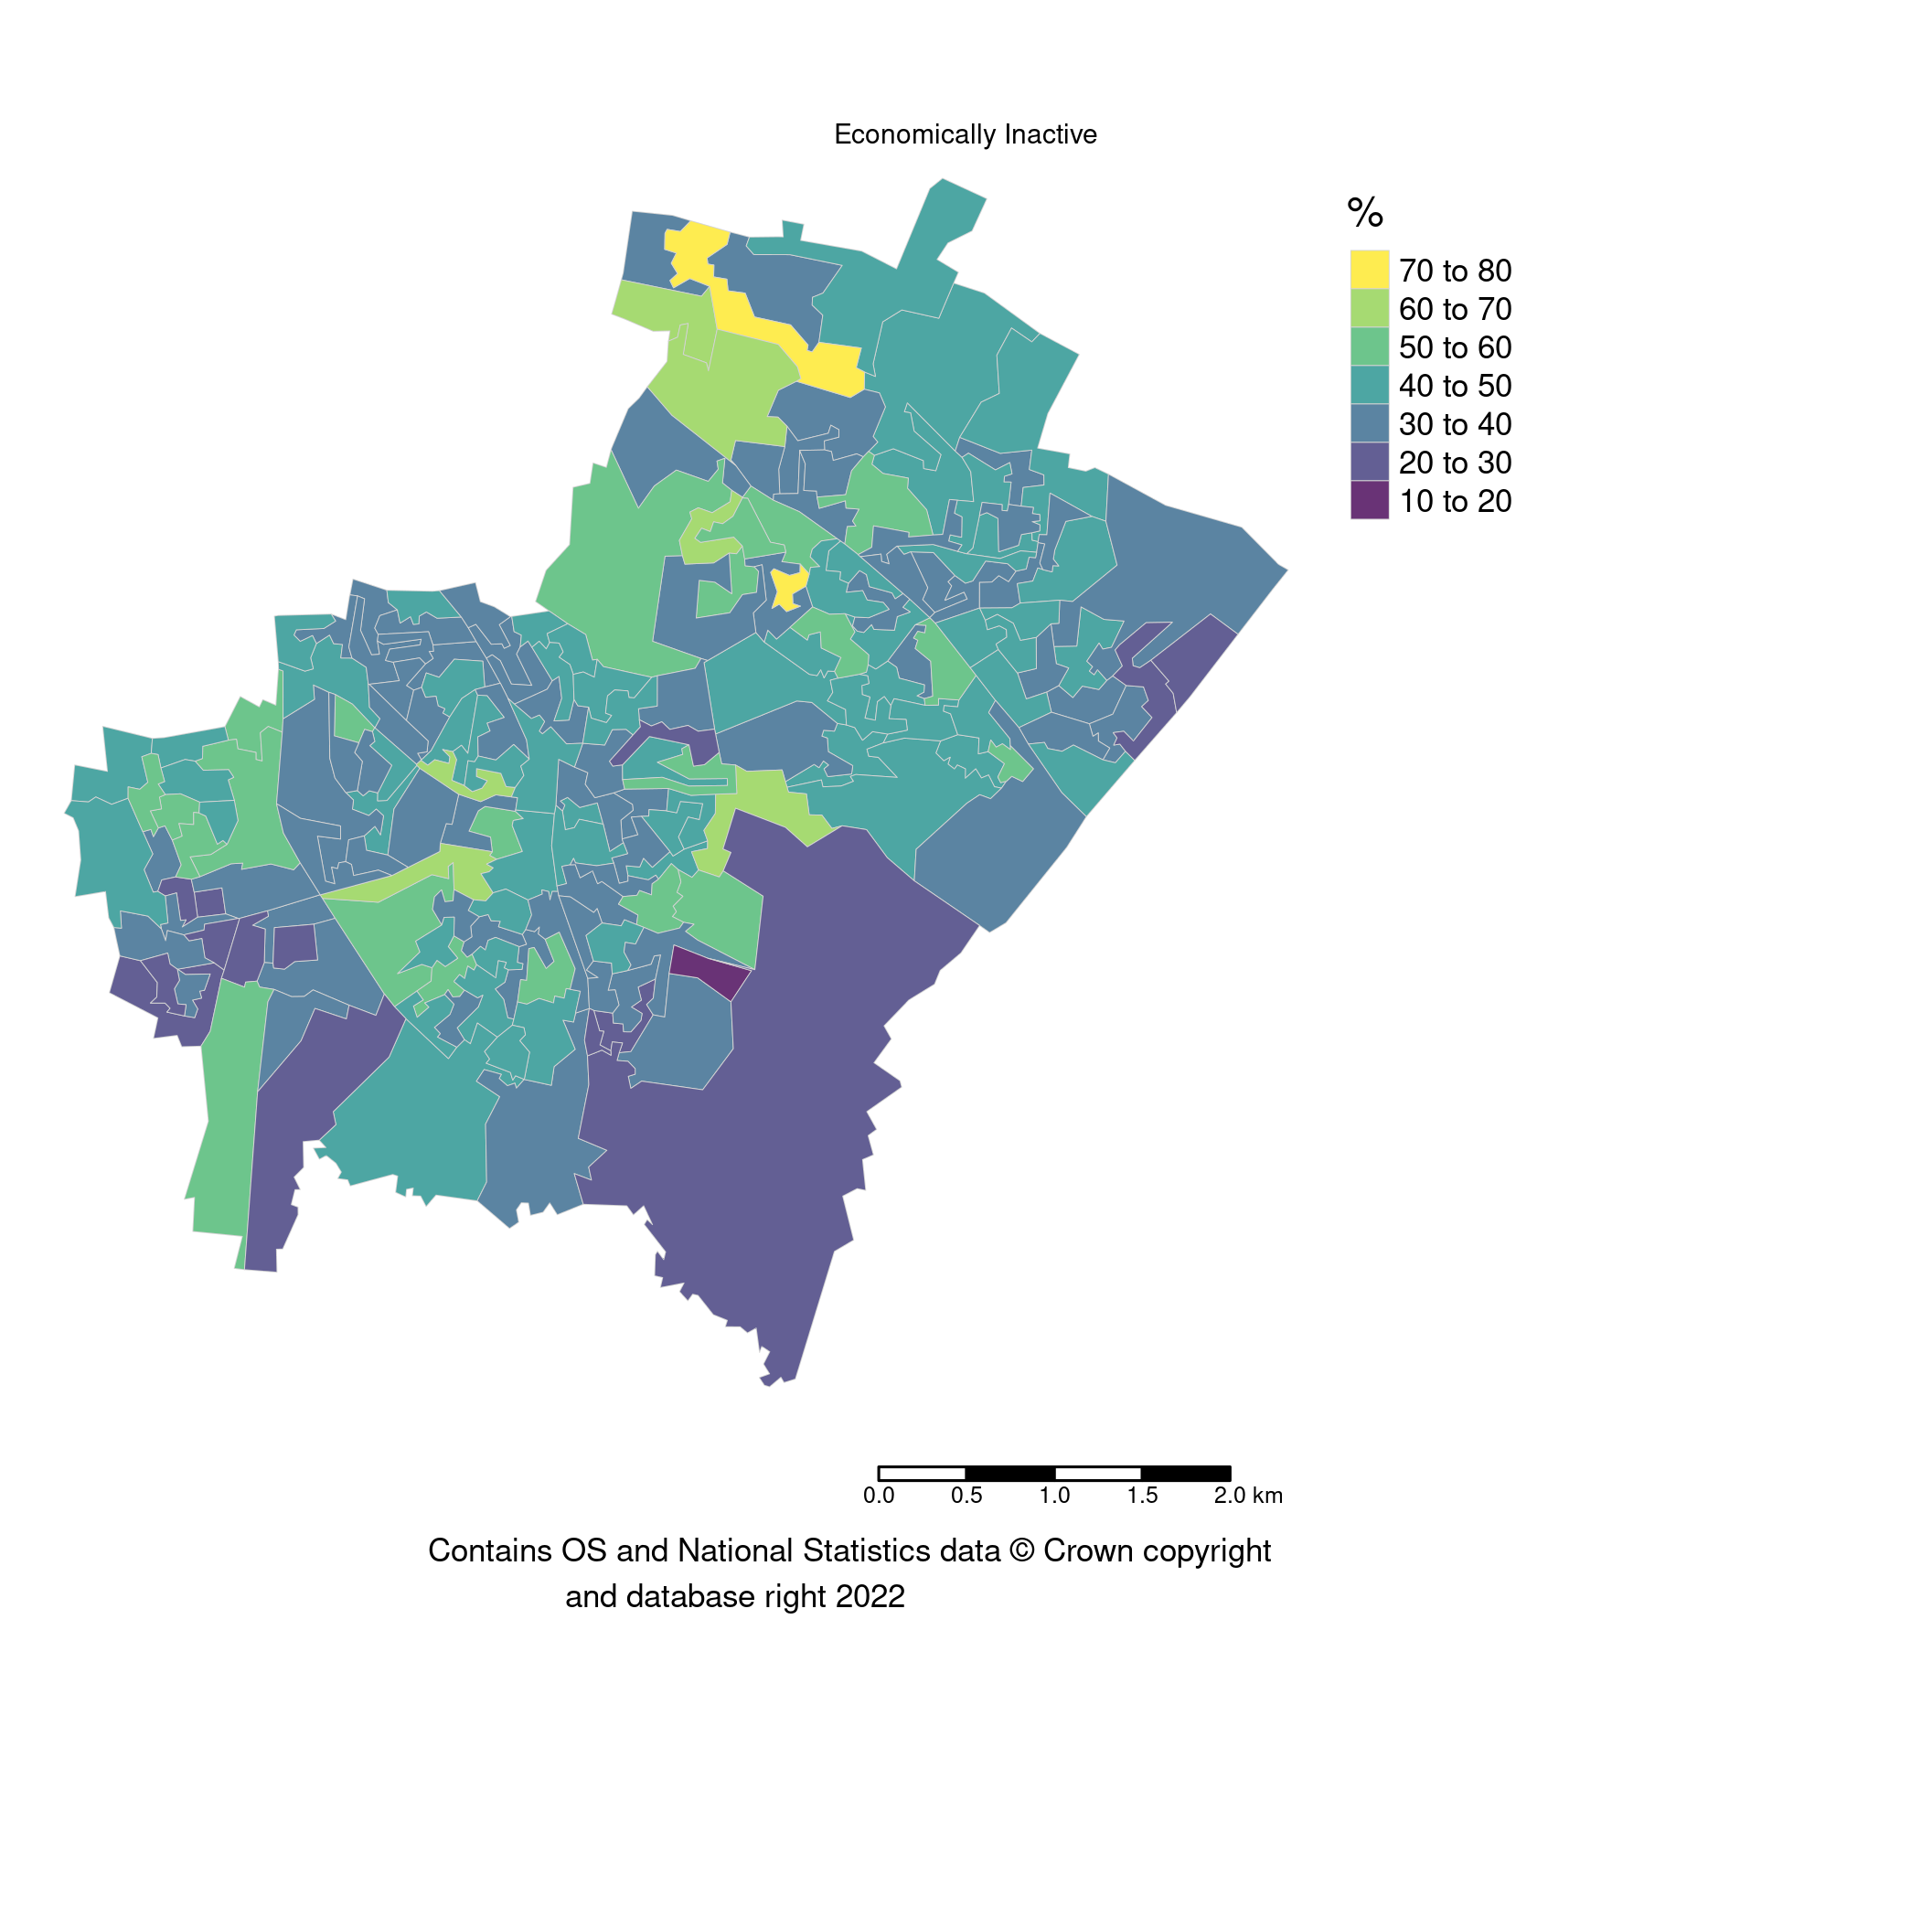 Economically Inactive
%
70 to 80
60 to 70
50 to 60
40 to 50
30 to 40
20 to 30
10 to 20
0.0 0.5 1.0 1.5 2.0 km
Contains OS and National Statistics data © Crown copyright
and database right 2022